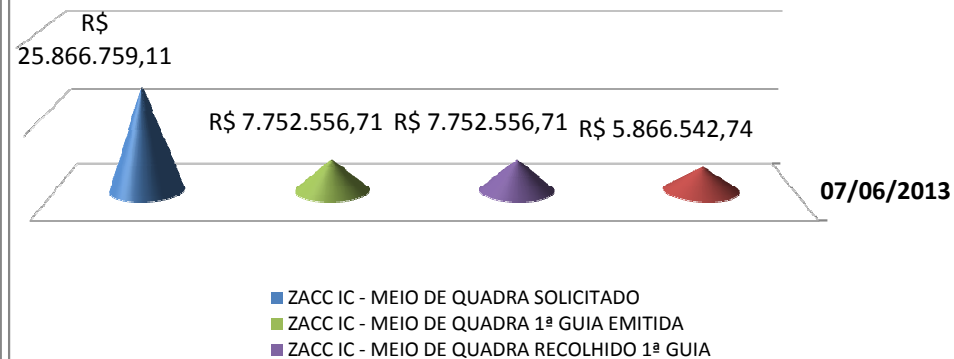 R$
25.866.759,11
R$ 7.752.556,71 R$ 7.752.556,71 R$ 5.866.542,74
07/06/2013
ZACC IC - MEIO DE QUADRA SOLICITADO
ZACC IC - MEIO DE QUADRA 1ª GUIA EMITIDA
ZACC IC - MEIO DE QUADRA RECOLHIDO 1ª GUIA